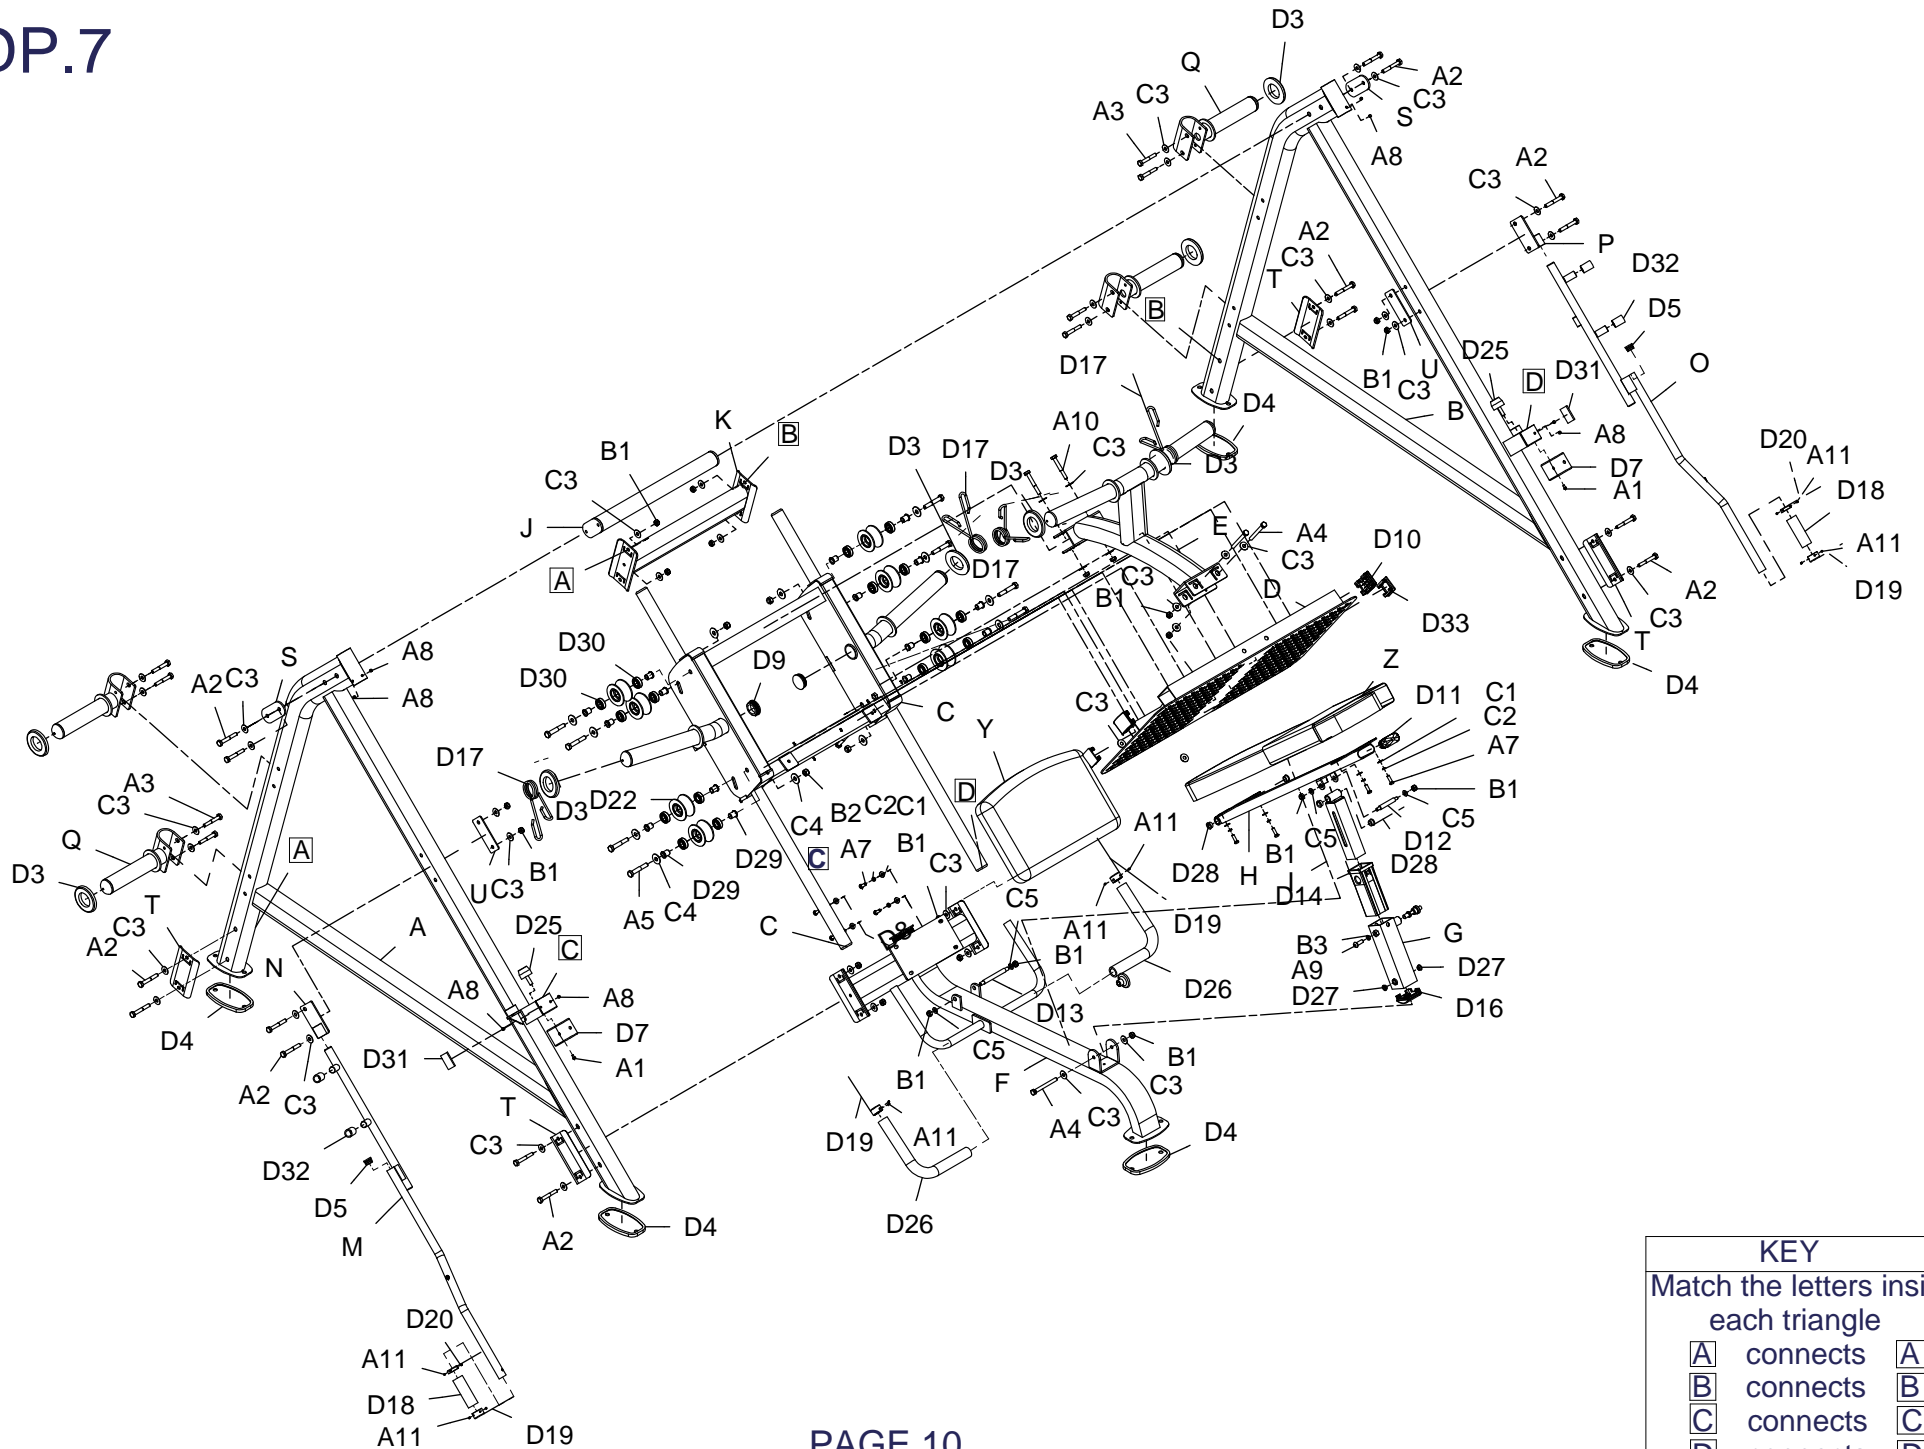 OP.7
D3
Q
A2
C3
C3
A3
S
A8
A2
C3
A2
P
C3
D32
T
D5
B
D25
U
D31
O
D17
B1
C3
D
D4
B
K
B
A10
A8
D20
B1
D3
D17
C3
A11
D7
C3
D3
D3
D18
A1
J
E
A4
D10
A11
A
D17
C3
C3
A2
D19
B1
D
D33
C3
S
A8
D30
D9
T
A2
C3
D30
Z
D4
A8
C3
D11
C1
C
Y
C2
D17
A7
A3
D
D3
D22
B2
C2
C1
B1
C3
C4
A11
C5
Q
A
D12
B1
C
A7
B1
C3
D29
D28
D3
U
C3
D28
H
B1
I
T
D29
C5
D14
C3
A5
C4
D19
A
D25
C
C
A11
G
A2
B3
N
B1
D27
A9
A8
A8
D26
D27
D13
D16
D4
D7
D31
C5
A1
B1
F
B1
A2
C3
T
C3
C3
D19
A11
A4
D4
C3
D32
D5
D26
D4
M
A2
KEY
Match the letters insi
each triangle
D20
A connects A
A11
B connects B
D18
C connects C
A11
D19
PAGE 10
D connects D